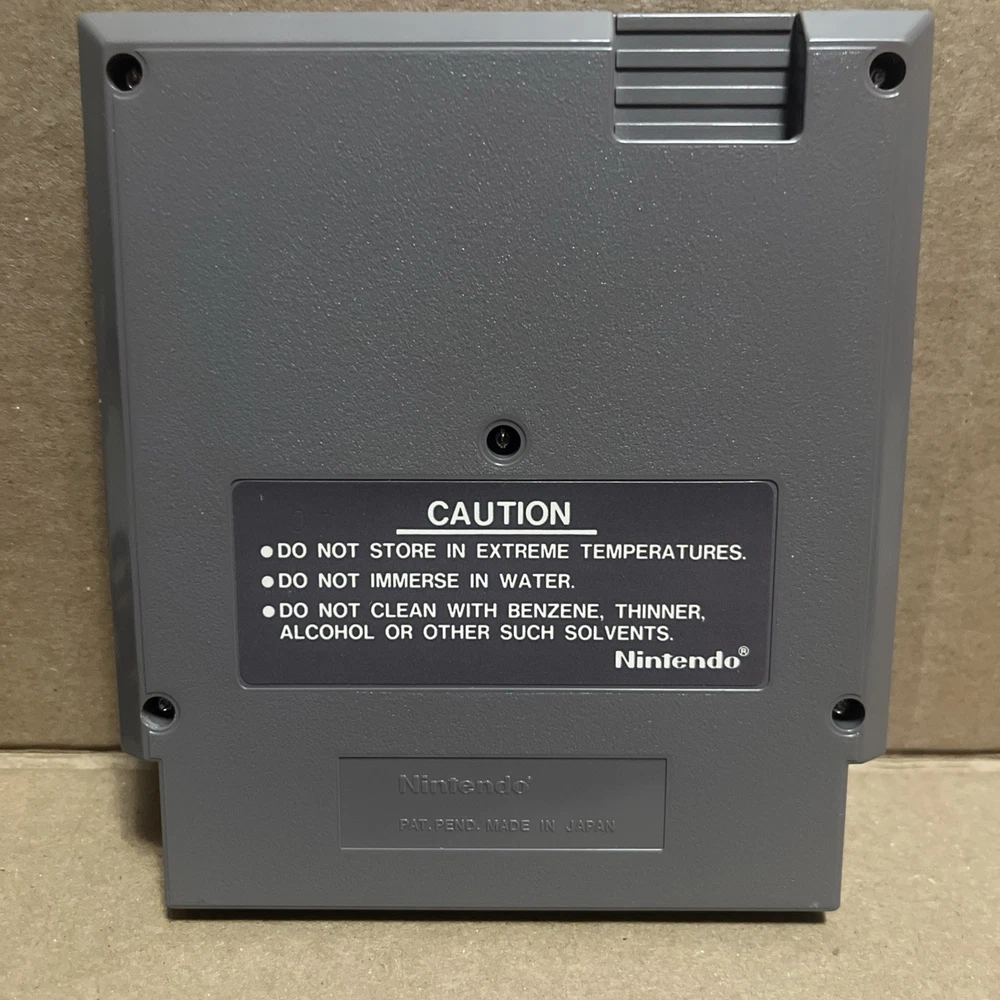 CAUTION
●DO NOT STORE IN EXTREME TEMPERATURES.
●DO NOT IMMERSE IN WATER.
●DO NOT CLEAN WITH BENZENE, THINNER,
ALCOHOL OR OTHER SUCH SOLVENTS.
Nintendo®
Nintendo®
PAT. PEND. MADE IN JAPAN